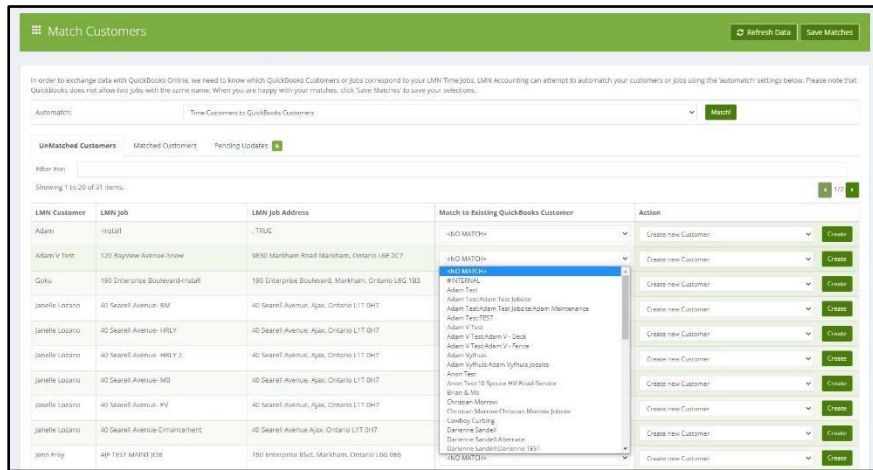 Match Customers
Refresh Data
Save Matches
In order to exchange data with QuickBooks Online, we need to know which QuickBooks Customers or Jobs correspond to your LMN Time Jobs. LMN Accounting can attempt to automatch your customers or jobs using the 'automatch' settings below. Please note that
QuickBooks does not allow two jobs with the same name. When you are happy with your matches, click 'Save Matches' to save your selections.
Automatch: Time Customers to QuickBooks Customers Match!
UnMatched Customers Matched Customers Pending Updates 6
Filter For:
Showing 1 to 20 of 31 items. 1/2
LMN Customer LMN Job LMN Job Address Match to Existing QuickBooks Customer Action
Adam -Install , TRUE <NO MATCH> Create new Customer Create
Adam V Test 120 Bayview Avenue-Snow 9830 Markham Road Markham, Ontario L6E 2C7 <NO MATCH> Create new Customer Create
Goku 190 Enterprise Boulevard-Install 190 Enterprise Boulevard, Markham, Ontario L6G 1B3 Create new Customer Create
Janelle Lozano 40 Searell Avenue- BM 40 Searell Avenue, Ajax, Ontario L1T 0H7 Create new Customer Create
Janelle Lozano 40 Searell Avenue- HRLY 40 Searell Avenue, Ajax, Ontario L1T 0H7 Create new Customer Create
Janelle Lozano 40 Searell Avenue- HRLY 2 40 Searell Avenue, Ajax, Ontario L1T 0H7 Create new Customer Create
Janelle Lozano 40 Searell Avenue- MB 40 Searell Avenue, Ajax, Ontario L1T 0H7 Create new Customer Create
Janelle Lozano 40 Searell Avenue- PV 40 Searell Avenue, Ajax, Ontario L1T 0H7 Create new Customer Create
Janelle Lozano 40 Searell Avenue-Enhancement 40 Searell Avenue Ajax, Ontario L1T 0H7 Create new Customer Create
Jenn Frey #JF TEST MAINT JOB 180 Enterprise Blvd, Markham, Ontario L6G <NO MATCH> Create new Customer Create
<NO MATCH>
#INTERNAL
Adam Test
Adam Test:Adam Test Jobsite
Adam Test:Adam Test Jobsite:Adam Maintenance
Adam Test:TEST
Adam V Test
Adam V Test:Adam V - Deck
Adam V Test:Adam V - Fence
Adam Vyfhuis
Adam Vyfhuis:Adam Vyfhuis Jobsite
Anon Test
Anon Test:10 Spruce Hill Road-Service
Brian & Mo
Christian Morrow
Christian Morrow:Christian Morrow Jobsite
Cowboy Curbing
Darienne Sandell
Darienne Sandell:Alternate
Darienne Sandell:Darienne TEST